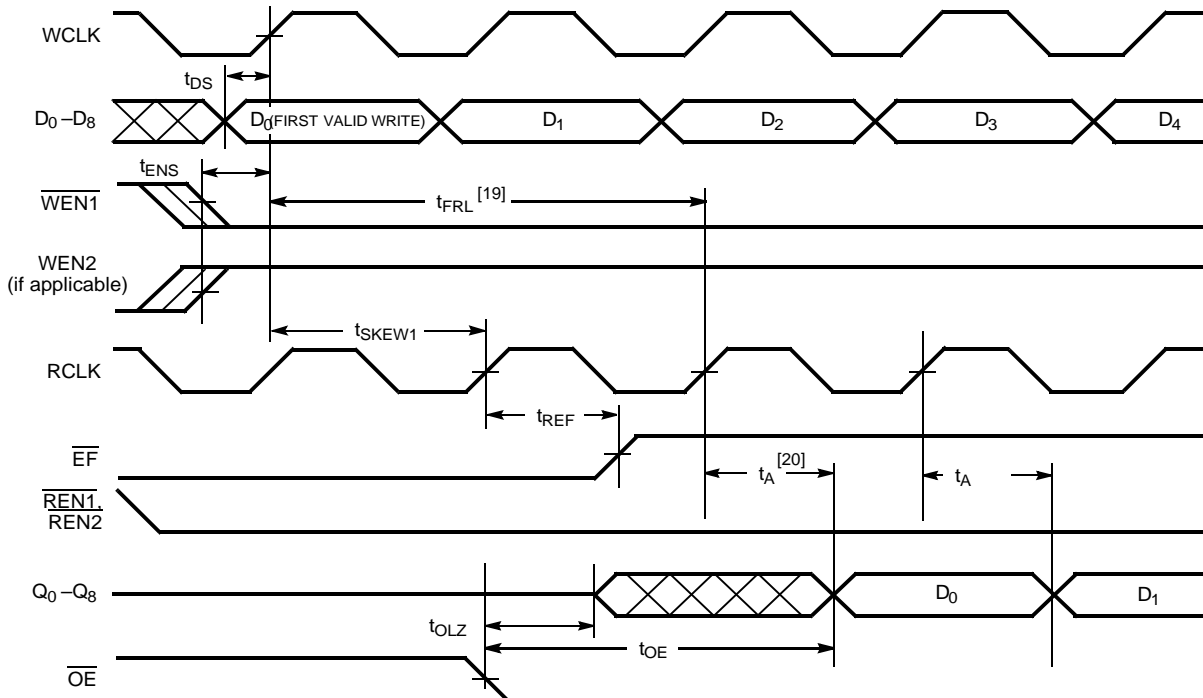 WCLK
tDS
D0–D8
D0(FIRST VALID WRITE)
D1
D2
D3
D4
tENS
WEN1
tFRL [19]
WEN2
(if applicable)
tSKEW1
RCLK
tREF
EF
tA [20]
tA
REN1,
REN2
Q0–Q8
D0
D1
tOLZ
tOE
OE